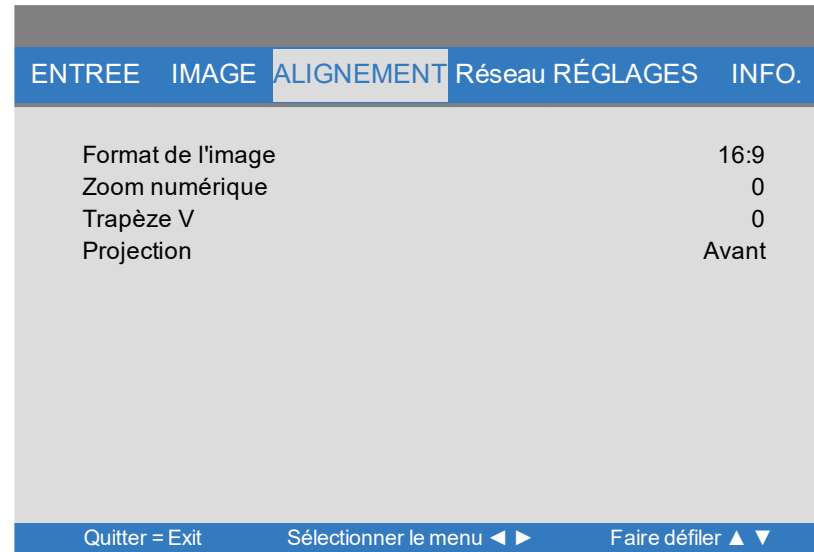 ENTREE IMAGE ALIGNEMENT Réseau RÉGLAGES INFO.
Format de l'image 16:9
Zoom numérique 0
Trapèze V 0
Projection Avant
Quitter = Exit Sélectionner le menu ◄ ► Faire défiler ▲ ▼